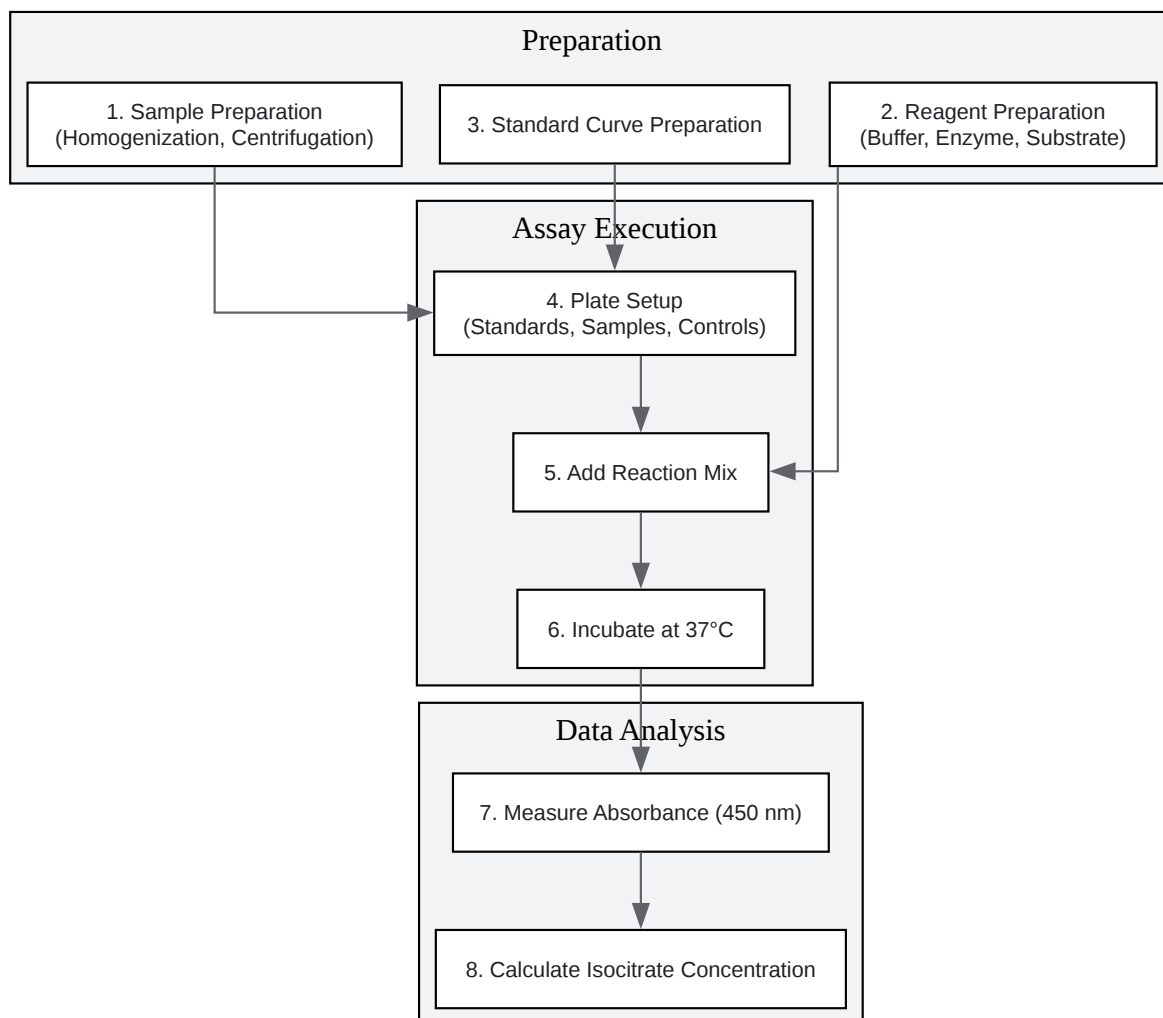 Preparation
1. Sample Preparation
(Homogenization, Centrifugation)
3. Standard Curve Preparation
2. Reagent Preparation
(Buffer, Enzyme, Substrate)
Assay Execution
4. Plate Setup
(Standards, Samples, Controls)
5. Add Reaction Mix
6. Incubate at 37°C
Data Analysis
7. Measure Absorbance (450 nm)
8. Calculate Isocitrate Concentration